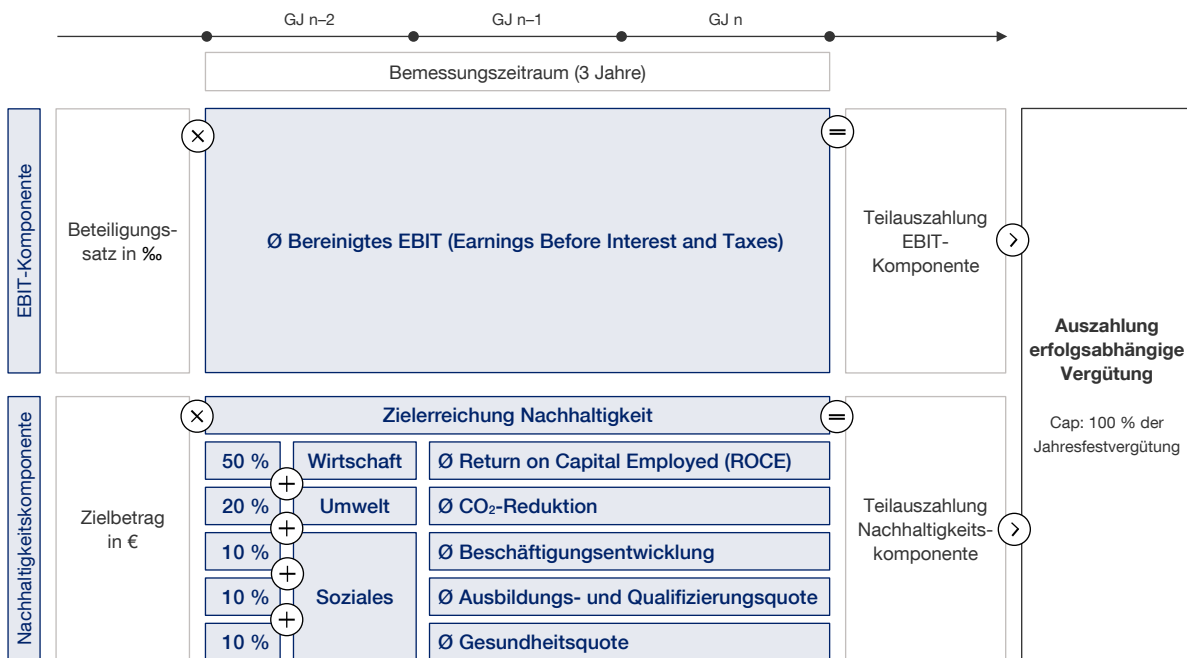 GJ n–2
GJ n–1
GJ n
Bemessungszeitraum (3 Jahre)
EBIT-Komponente
Beteiligungs-
satz in ‰
×
Ø Bereinigtes EBIT (Earnings Before Interest and Taxes)
=
Teilauszahlung
EBIT-
Komponente
>
Auszahlung
erfolgsabhängige
Vergütung
Cap: 100 % der
Jahresfestvergütung
Nachhaltigkeitskomponente
Zielbetrag
in €
×
Zielerreichung Nachhaltigkeit
=
50 %
Wirtschaft
Ø Return on Capital Employed (ROCE)
+
20 %
Umwelt
Ø CO₂-Reduktion
+
10 %
Soziales
Ø Beschäftigungsentwicklung
+
10 %
Ø Ausbildungs- und Qualifizierungsquote
+
10 %
Ø Gesundheitsquote
Teilauszahlung
Nachhaltigkeits-
komponente
>